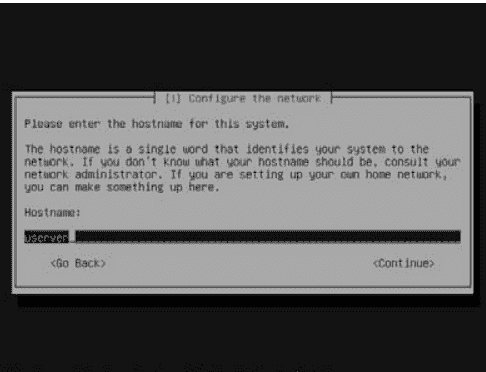 [!] Configure the network
Please enter the hostname for this system.
The hostname is a single word that identifies your system to the
network. If you don't know what your hostname should be, consult your
network administrator. If you are setting up your own home network,
you can make something up here.
Hostname:
userver
<Go Back> <Continue>